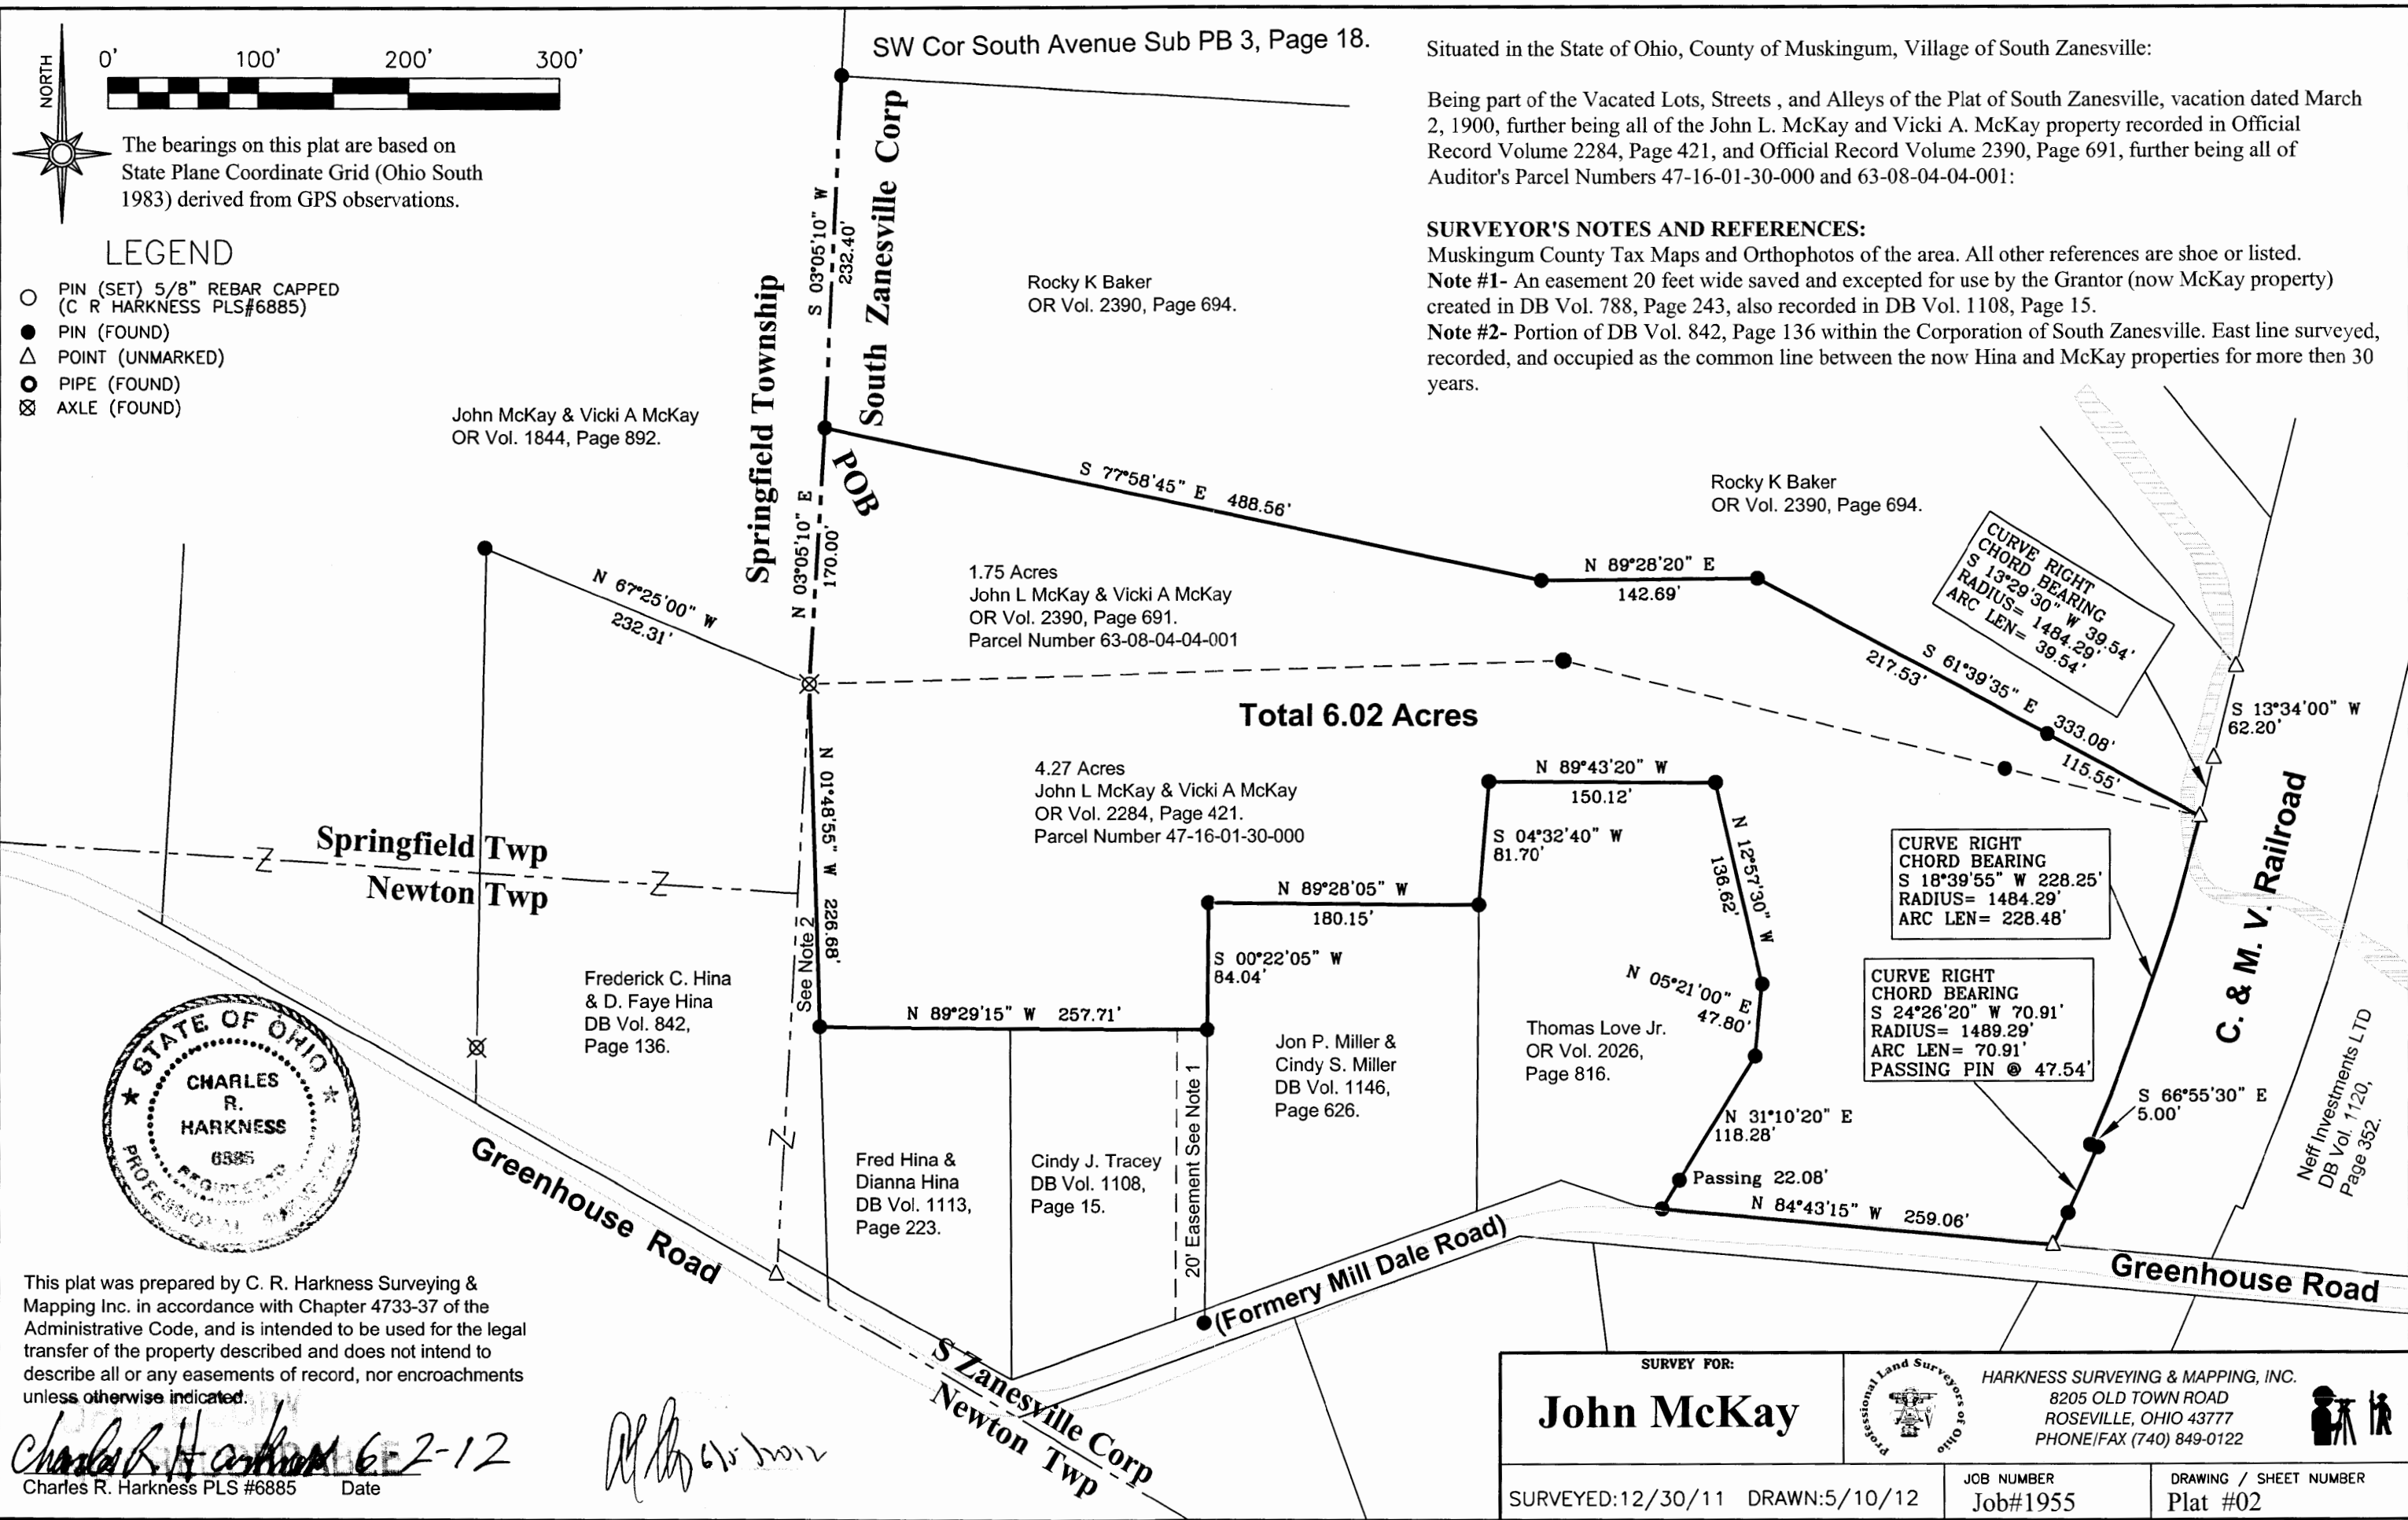 NORTH
0' 100' 200' 300'
The bearings on this plat are based on
State Plane Coordinate Grid (Ohio South
1983) derived from GPS observations.
LEGEND
PIN (SET) 5/8" REBAR CAPPED
(C R HARKNESS PLS#6885)
PIN (FOUND)
POINT (UNMARKED)
PIPE (FOUND)
AXLE (FOUND)
SW Cor South Avenue Sub PB 3, Page 18.
Situated in the State of Ohio, County of Muskingum, Village of South Zanesville:
Being part of the Vacated Lots, Streets , and Alleys of the Plat of South Zanesville, vacation dated March
2, 1900, further being all of the John L. McKay and Vicki A. McKay property recorded in Official
Record Volume 2284, Page 421, and Official Record Volume 2390, Page 691, further being all of
Auditor's Parcel Numbers 47-16-01-30-000 and 63-08-04-04-001:
SURVEYOR'S NOTES AND REFERENCES:
Muskingum County Tax Maps and Orthophotos of the area. All other references are shoe or listed.
Note #1- An easement 20 feet wide saved and excepted for use by the Grantor (now McKay property)
created in DB Vol. 788, Page 243, also recorded in DB Vol. 1108, Page 15.
Note #2- Portion of DB Vol. 842, Page 136 within the Corporation of South Zanesville. East line surveyed,
recorded, and occupied as the common line between the now Hina and McKay properties for more then 30
years.
S 03°05'10" W
232.40'
Springfield Township
South Zanesville Corp
Rocky K Baker
OR Vol. 2390, Page 694.
John McKay & Vicki A McKay
OR Vol. 1844, Page 892.
POB
N 03°05'10" E
170.00'
S 77°58'45" E 488.56'
Rocky K Baker
OR Vol. 2390, Page 694.
N 67°25'00" W
232.31'
1.75 Acres
John L McKay & Vicki A McKay
OR Vol. 2390, Page 691.
Parcel Number 63-08-04-04-001
N 89°28'20" E
142.69'
CURVE RIGHT
CHORD BEARING
S 13°29'30" W 39.54'
RADIUS= 1484.29'
ARC LEN= 39.54'
217.53'
S 61°39'35" E 333.08'
115.55'
S 13°34'00" W
62.20'
Total 6.02 Acres
N 01°48'55" W 226.68'
See Note 2
4.27 Acres
John L McKay & Vicki A McKay
OR Vol. 2284, Page 421.
Parcel Number 47-16-01-30-000
N 89°43'20" W
150.12'
S 04°32'40" W
81.70'
N 12°57'30" W
136.62'
N 89°28'05" W
180.15'
S 00°22'05" W
84.04'
Springfield Twp
Newton Twp
CURVE RIGHT
CHORD BEARING
S 18°39'55" W 228.25'
RADIUS= 1484.29'
ARC LEN= 228.48'
C. & M. V. Railroad
CURVE RIGHT
CHORD BEARING
S 24°26'20" W 70.91'
RADIUS= 1489.29'
ARC LEN= 70.91'
PASSING PIN @ 47.54'
S 66°55'30" E
5.00'
Neff Investments LTD
DB Vol. 1120,
Page 352.
Frederick C. Hina
& D. Faye Hina
DB Vol. 842,
Page 136.
N 89°29'15" W 257.71'
N 05°21'00" E
47.80'
Jon P. Miller &
Cindy S. Miller
DB Vol. 1146,
Page 626.
Thomas Love Jr.
OR Vol. 2026,
Page 816.
N 31°10'20" E
118.28'
Passing 22.08'
N 84°43'15" W 259.06'
Fred Hina &
Dianna Hina
DB Vol. 1113,
Page 223.
Cindy J. Tracey
DB Vol. 1108,
Page 15.
20' Easement See Note 1
Greenhouse Road
(Formery Mill Dale Road)
Greenhouse Road
S Zanesville Corp
Newton Twp
STATE OF OHIO
CHARLES
R.
HARKNESS
6885
REGISTERED
PROFESSIONAL SURVEYOR
This plat was prepared by C. R. Harkness Surveying &
Mapping Inc. in accordance with Chapter 4733-37 of the
Administrative Code, and is intended to be used for the legal
transfer of the property described and does not intend to
describe all or any easements of record, nor encroachments
unless otherwise indicated.
Charles R Harkness 6-2-12
Charles R. Harkness PLS #6885 Date
6/5/2012
SURVEY FOR:
John McKay
Professional Land Surveyors of Ohio
HARKNESS SURVEYING & MAPPING, INC.
8205 OLD TOWN ROAD
ROSEVILLE, OHIO 43777
PHONE/FAX (740) 849-0122
SURVEYED:12/30/11 DRAWN:5/10/12
JOB NUMBER
Job#1955
DRAWING / SHEET NUMBER
Plat #02